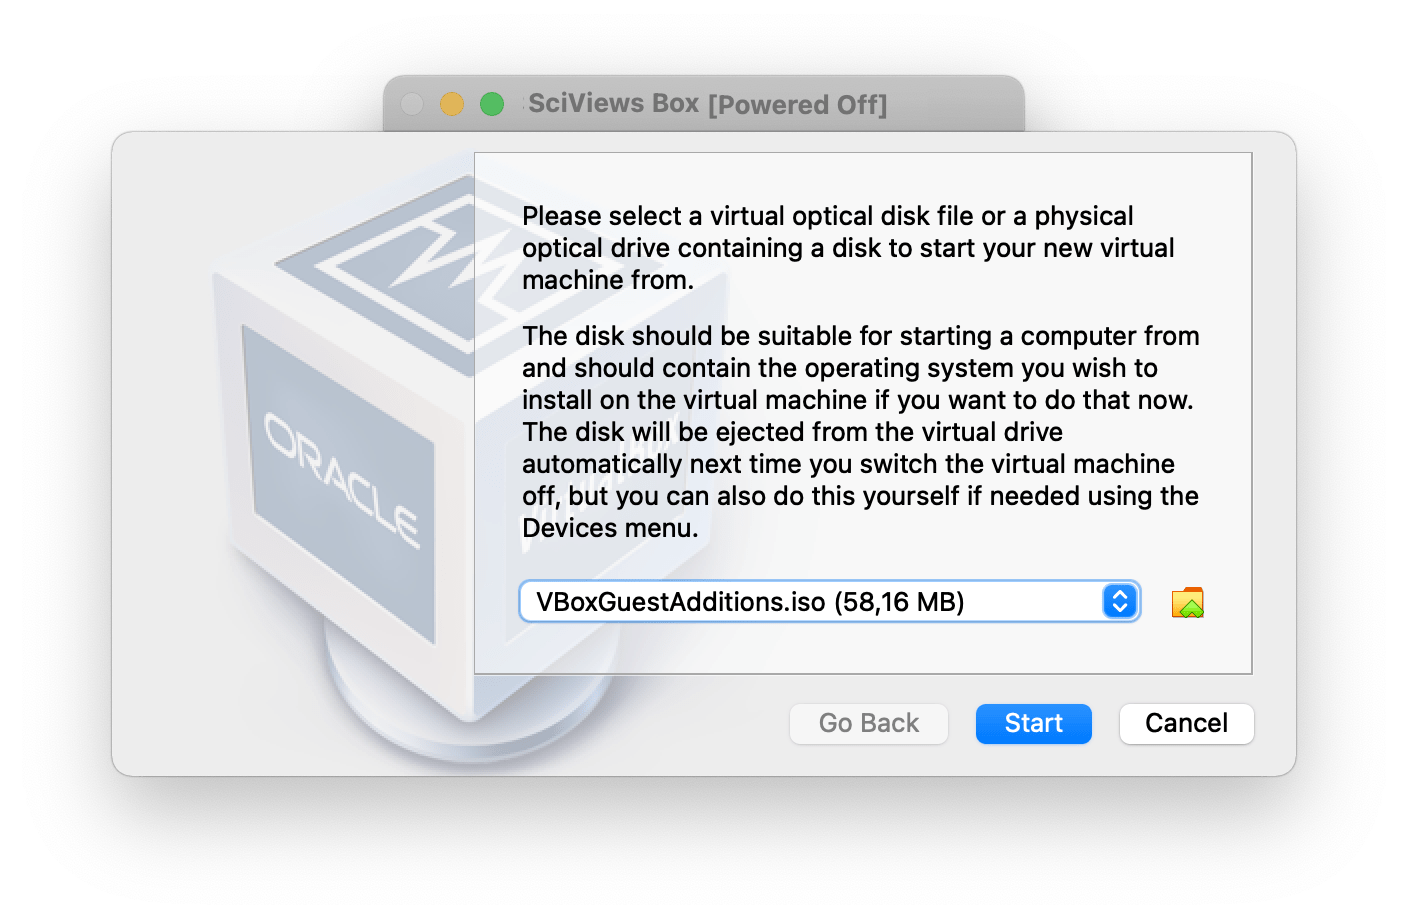 SciViews Box [Powered Off]
Please select a virtual optical disk file or a physical
optical drive containing a disk to start your new virtual
machine from.
The disk should be suitable for starting a computer from
and should contain the operating system you wish to
install on the virtual machine if you want to do that now.
The disk will be ejected from the virtual drive
automatically next time you switch the virtual machine
off, but you can also do this yourself if needed using the
Devices menu.
ORACLE
VirtualBox
VBoxGuestAdditions.iso (58,16 MB)
Go Back
Start
Cancel